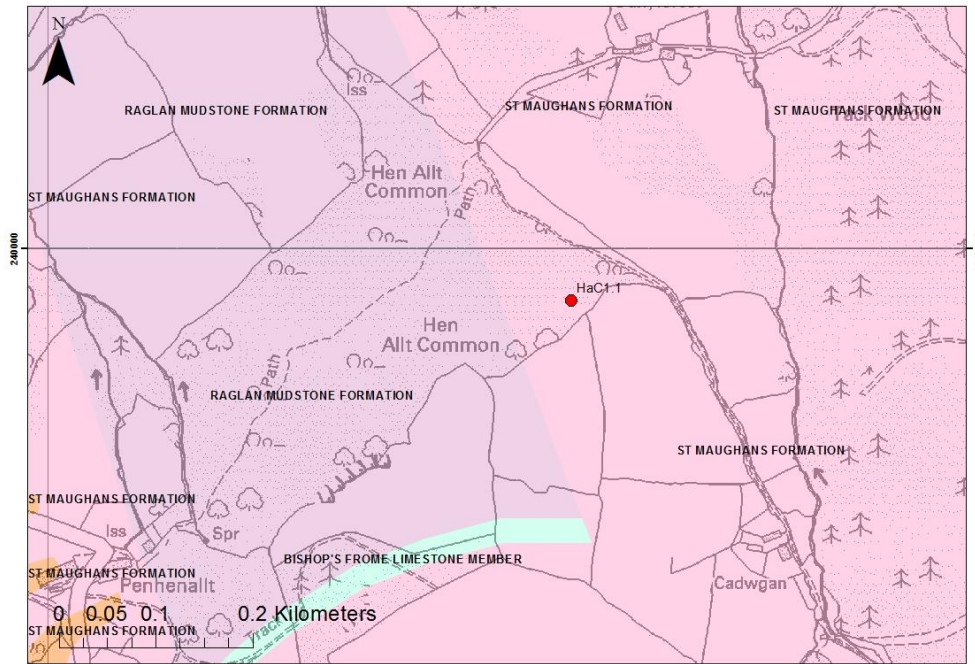 N
Iss
RAGLAN MUDSTONE FORMATION
ST MAUGHANS FORMATION
ST MAUGHANS FORMATION
Tack Wood
Hen Allt
Common
ST MAUGHANS FORMATION
Path
240000
HaC1.1
Hen
Allt Common
Path
RAGLAN MUDSTONE FORMATION
ST MAUGHANS FORMATION
ST MAUGHANS FORMATION
Iss
Spr
BISHOP'S FROME LIMESTONE MEMBER
ST MAUGHANS FORMATION
Penhenallt
Cadwgan
0 0.05 0.1 0.2 Kilometers
Track
ST MAUGHANS FORMATION